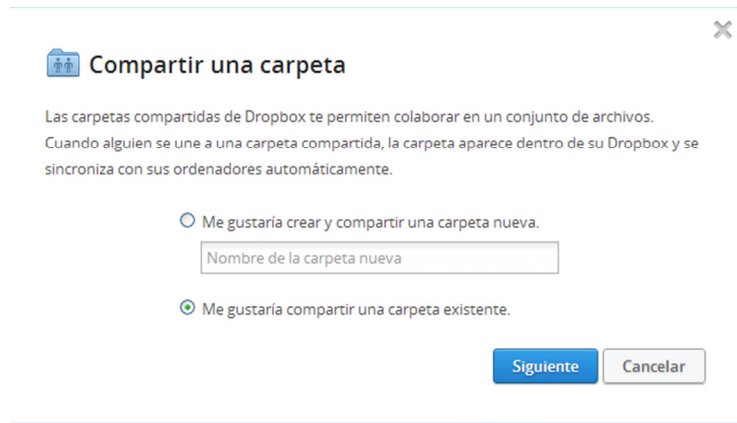 Compartir una carpeta
Las carpetas compartidas de Dropbox te permiten colaborar en un conjunto de archivos.
Cuando alguien se une a una carpeta compartida, la carpeta aparece dentro de su Dropbox y se
sincroniza con sus ordenadores automáticamente.
Me gustaría crear y compartir una carpeta nueva.
Nombre de la carpeta nueva
Me gustaría compartir una carpeta existente.
Siguiente Cancelar